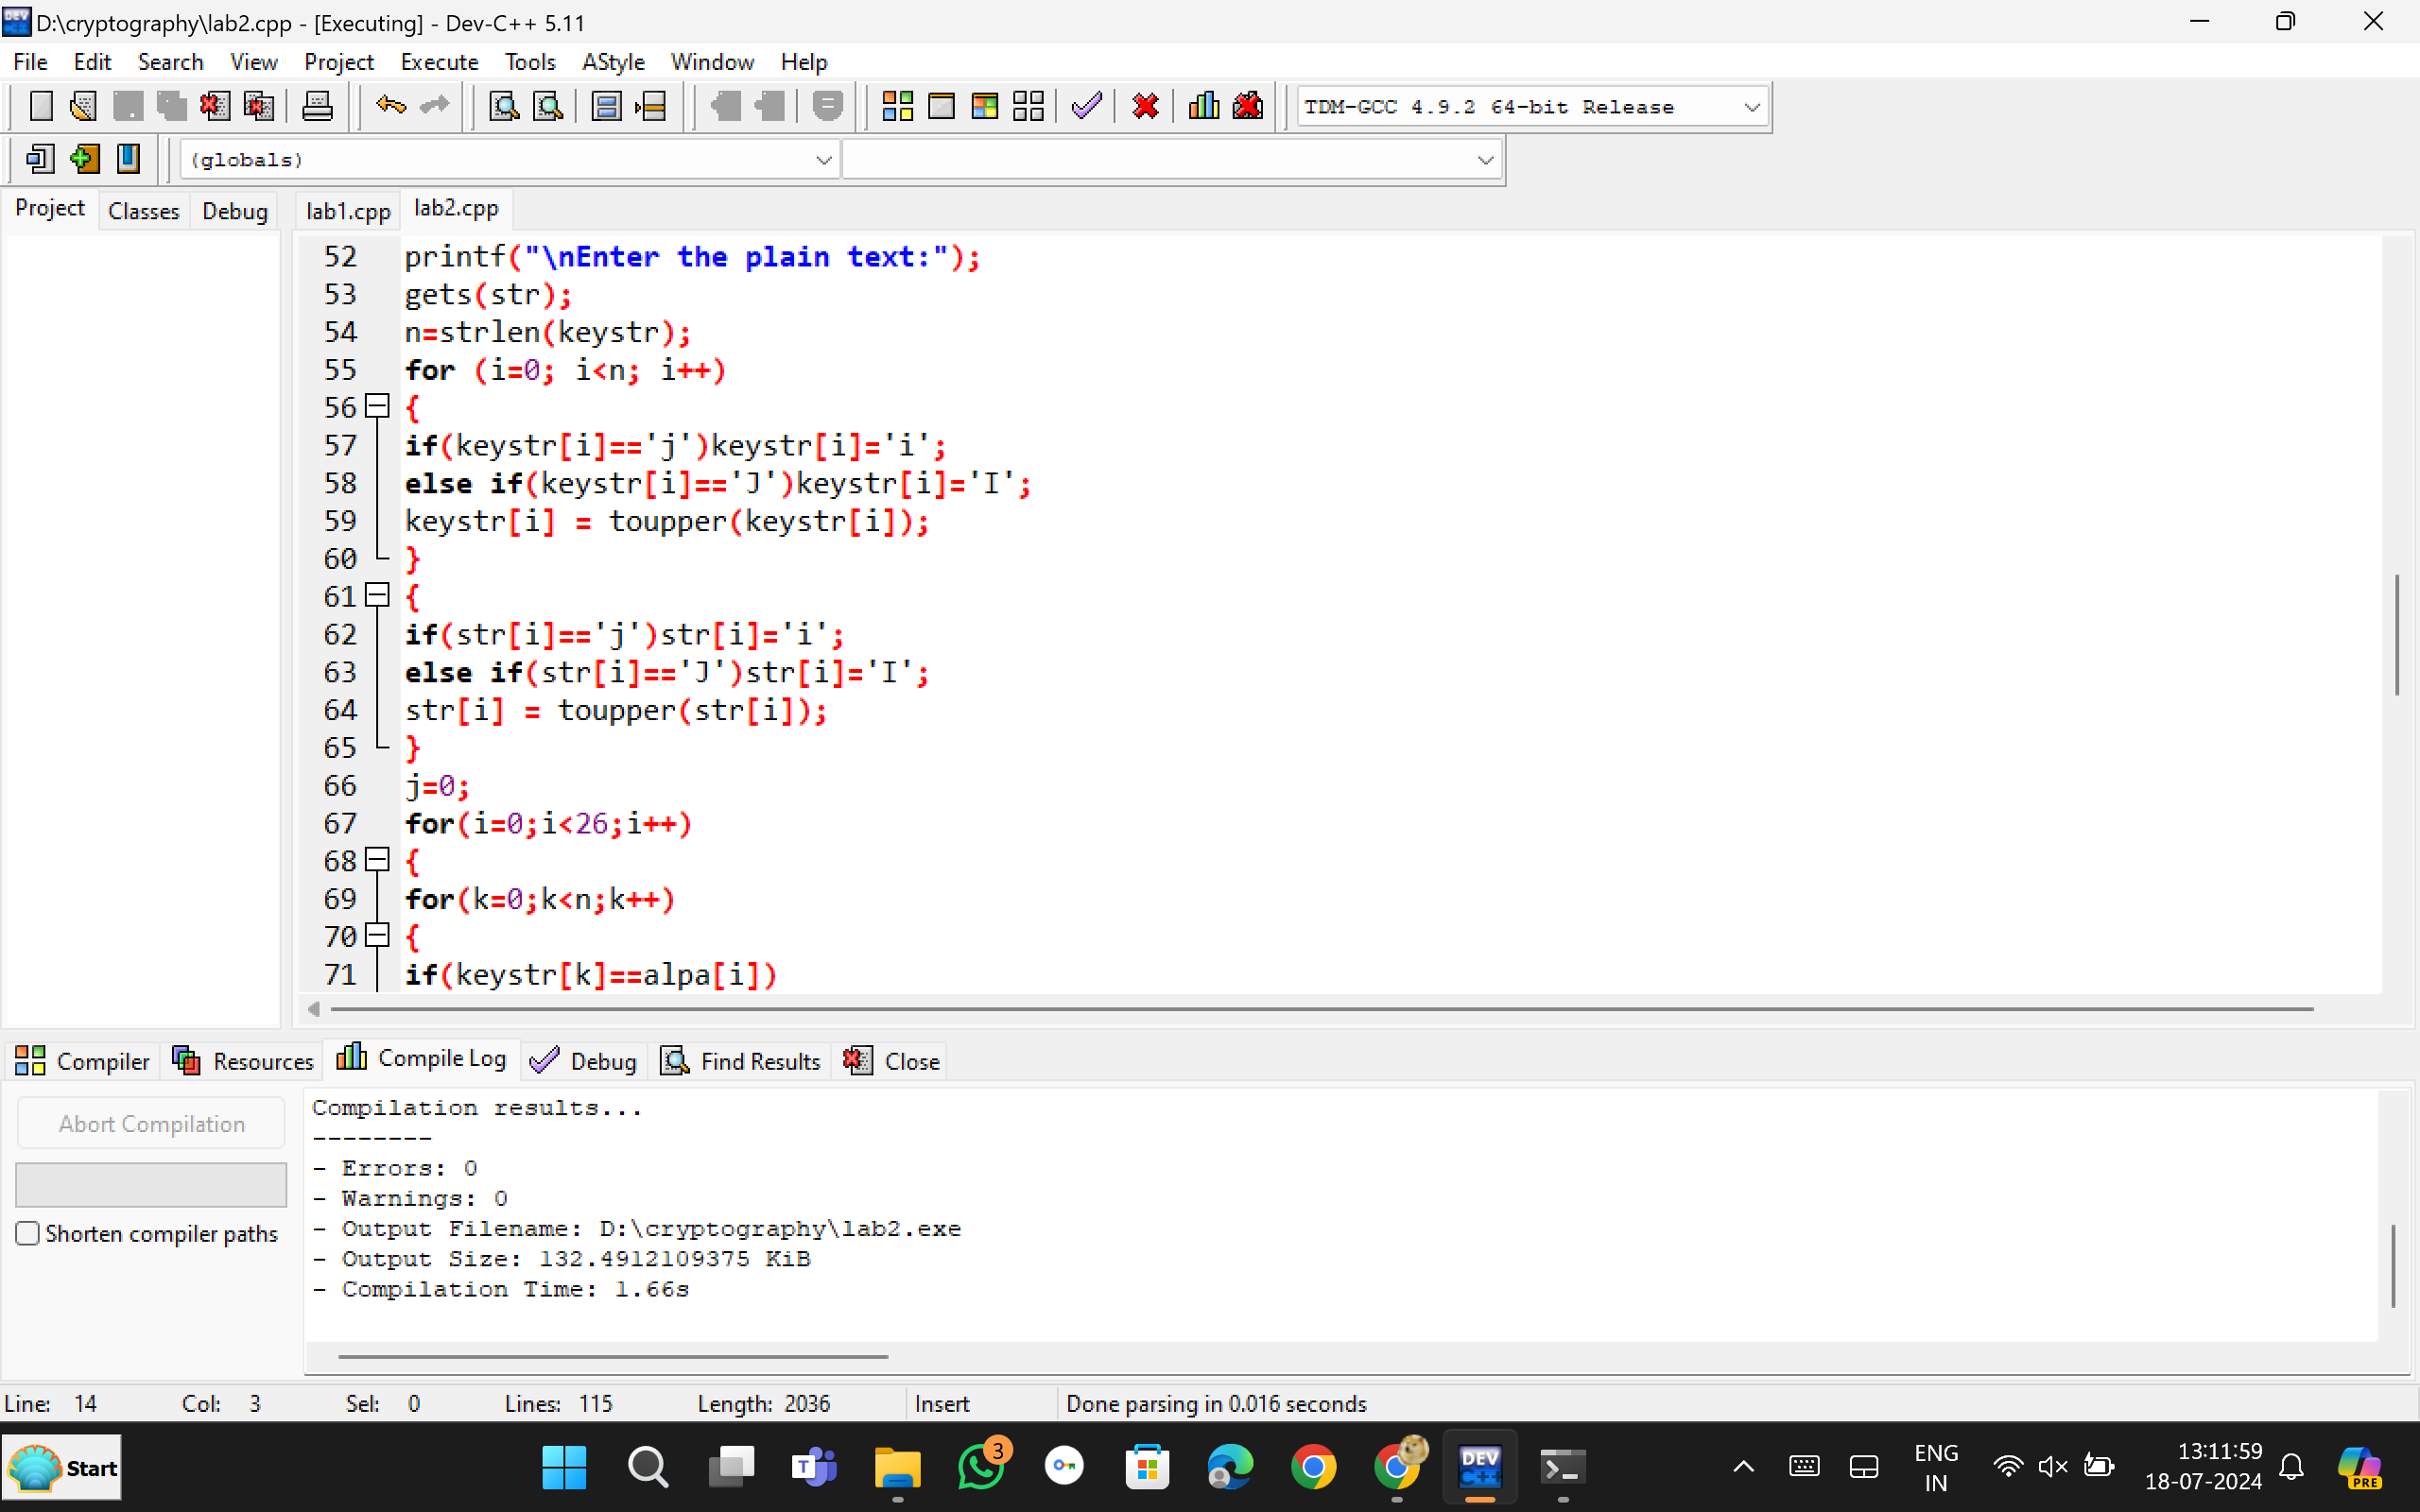 D:\cryptography\lab2.cpp - [Executing] - Dev-C++ 5.11
File Edit Search View Project Execute Tools AStyle Window Help
TDM-GCC 4.9.2 64-bit Release
(globals)
Project Classes Debug lab1.cpp lab2.cpp
52 printf("\nEnter the plain text:");
53 gets(str);
54 n=strlen(keystr);
55 for (i=0; i<n; i++)
56 {
57 if(keystr[i]=='j')keystr[i]='i';
58 else if(keystr[i]=='J')keystr[i]='I';
59 keystr[i] = toupper(keystr[i]);
60 }
61 {
62 if(str[i]=='j')str[i]='i';
63 else if(str[i]=='J')str[i]='I';
64 str[i] = toupper(str[i]);
65 }
66 j=0;
67 for(i=0;i<26;i++)
68 {
69 for(k=0;k<n;k++)
70 {
71 if(keystr[k]==alpa[i])
Compiler Resources Compile Log Debug Find Results Close
Abort Compilation
Shorten compiler paths
Compilation results...
--------
- Errors: 0
- Warnings: 0
- Output Filename: D:\cryptography\lab2.exe
- Output Size: 132.4912109375 KiB
- Compilation Time: 1.66s
Line: 14 Col: 3 Sel: 0 Lines: 115 Length: 2036 Insert Done parsing in 0.016 seconds
Start
T
3
DEV
C++
ENG
IN
13:11:59
18-07-2024
PRE